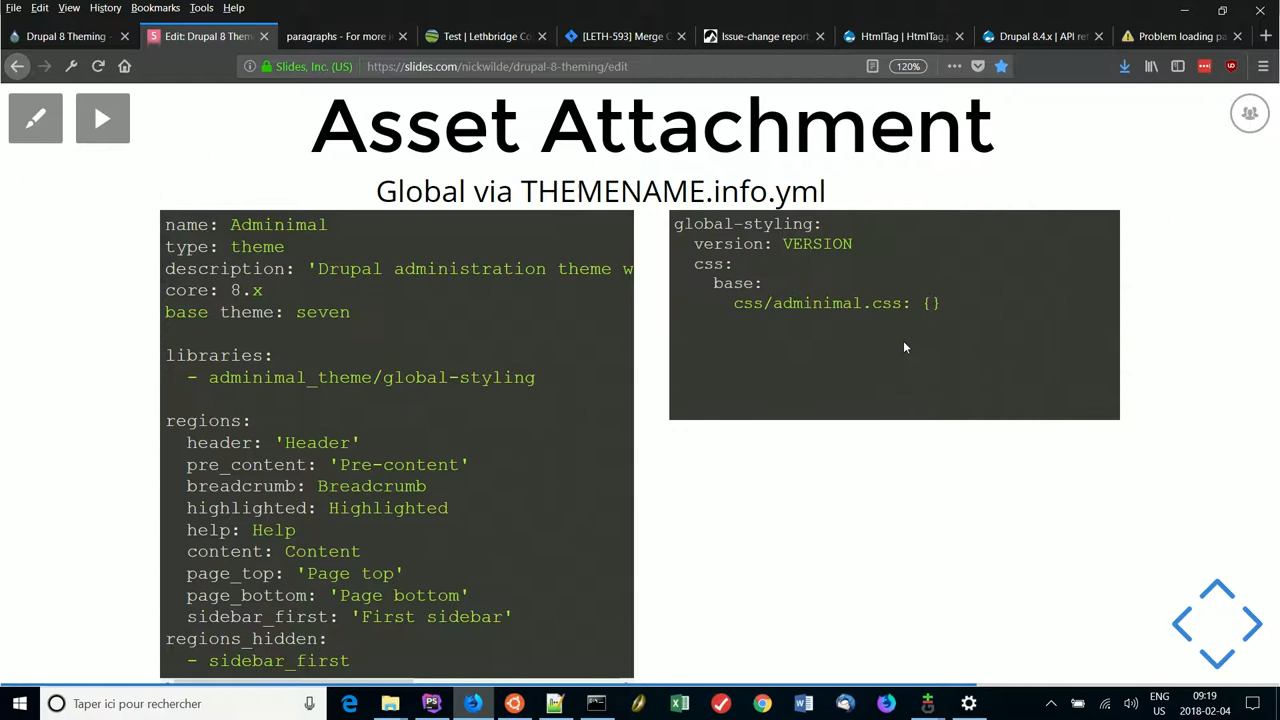 File Edit View History Bookmarks Tools Help
Drupal 8 Theming -
Edit: Drupal 8 Them
paragraphs - For more i
Test | Lethbridge Co
[LETH-593] Merge C
Issue-change report
HtmlTag | HtmlTag.
Drupal 8.4.x | API ref
Problem loading pa
Slides, Inc. (US)
https://slides.com/nickwilde/drupal-8-theming/edit
120%
Asset Attachment
Global via THEMENAME.info.yml
name: Adminimal
type: theme
description: 'Drupal administration theme w
core: 8.x
base theme: seven
libraries:
- adminimal_theme/global-styling
regions:
header: 'Header'
pre_content: 'Pre-content'
breadcrumb: Breadcrumb
highlighted: Highlighted
help: Help
content: Content
page_top: 'Page top'
page_bottom: 'Page bottom'
sidebar_first: 'First sidebar'
regions_hidden:
- sidebar_first
global-styling:
version: VERSION
css:
base:
css/adminimal.css: {}
Taper ici pour rechercher
ENG
US
09:19
2018-02-04